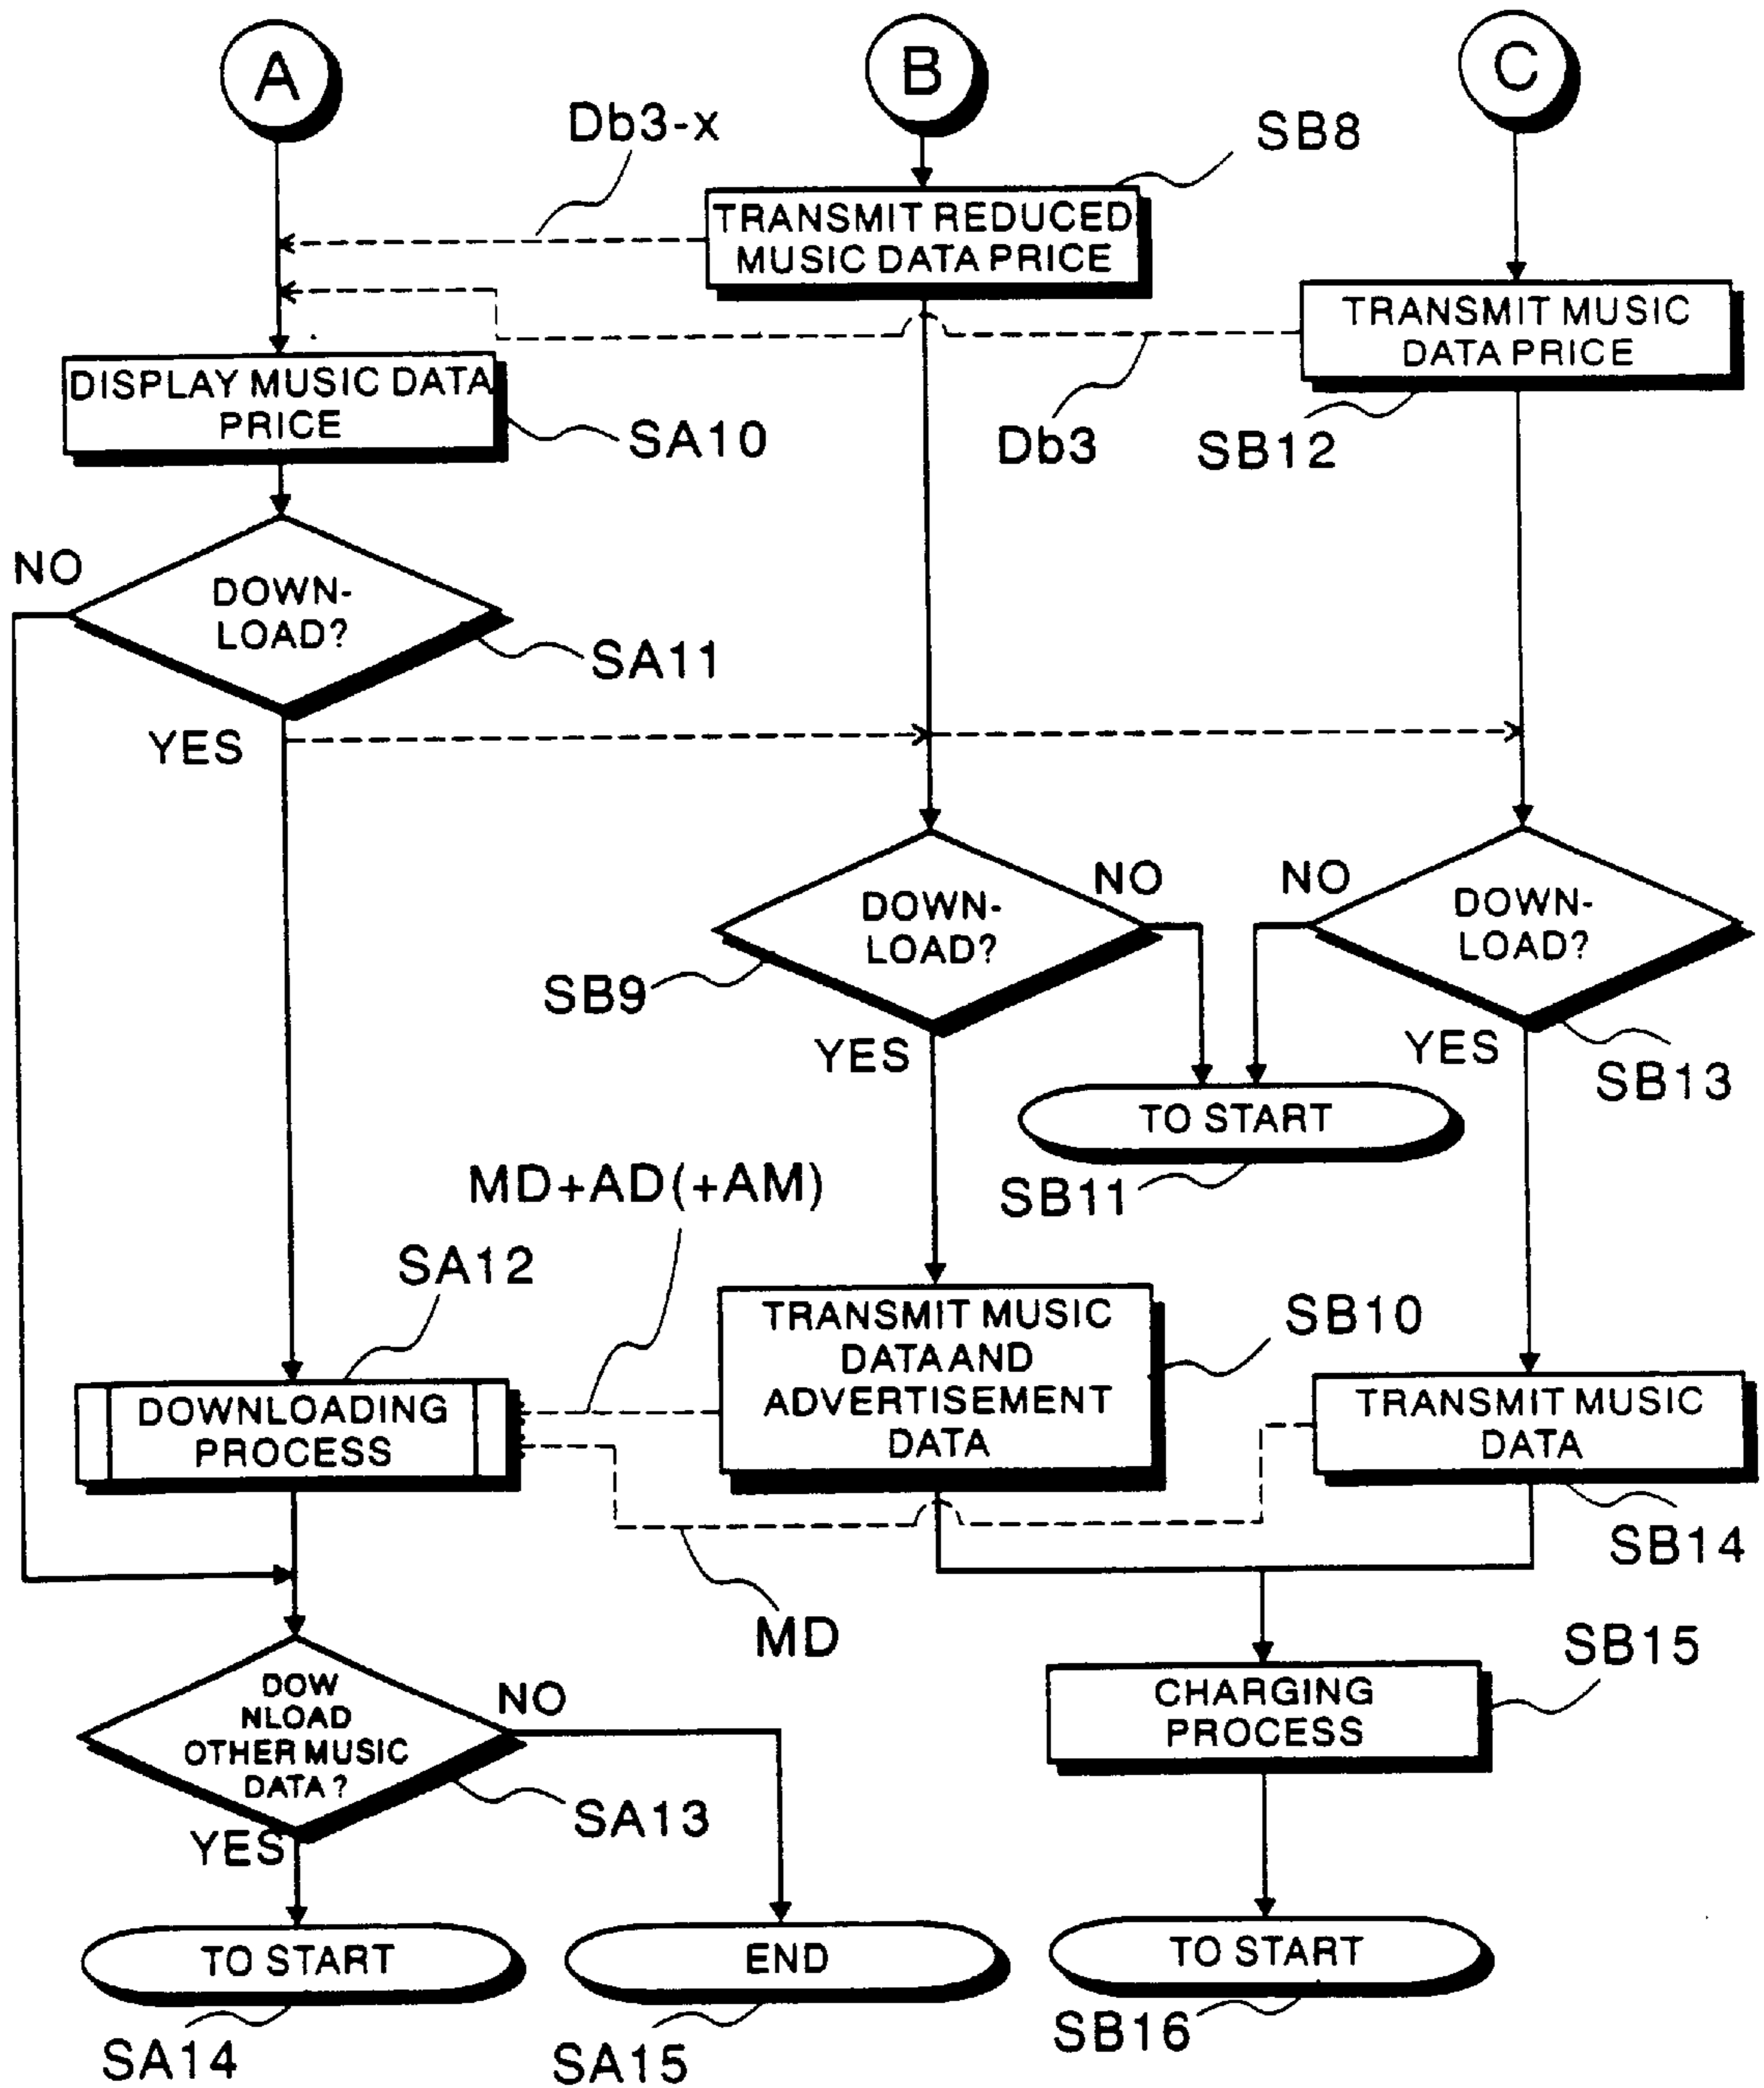 A
B
C
Db3-x
SB8
TRANSMIT REDUCED
MUSIC DATA PRICE
TRANSMIT MUSIC
DATA PRICE
DISPLAY MUSIC DATA
PRICE
SA10
Db3
SB12
NO
DOWN-
LOAD?
SA11
YES
DOWN-
LOAD?
NO
SB9
YES
NO
DOWN-
LOAD?
YES
SB13
TO START
SB11
MD+AD(+AM)
SA12
DOWNLOADING
PROCESS
TRANSMIT MUSIC
DATA AND
ADVERTISEMENT
DATA
SB10
TRANSMIT MUSIC
DATA
SB14
MD
DOW
NLOAD
OTHER MUSIC
DATA?
NO
SA13
YES
CHARGING
PROCESS
SB15
TO START
SA14
END
SA15
TO START
SB16